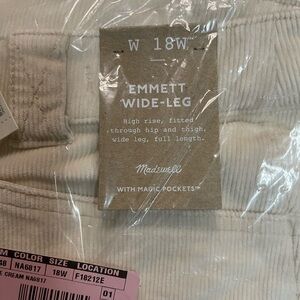 W 18W
EMMETT
WIDE-LEG
High rise, fitted
through hip and thigh,
wide leg, full length.
Madewell
WITH MAGIC POCKETS™
COLOR SIZE LOCATION
NA6817 18W F18212E
CREAM NA6817
01